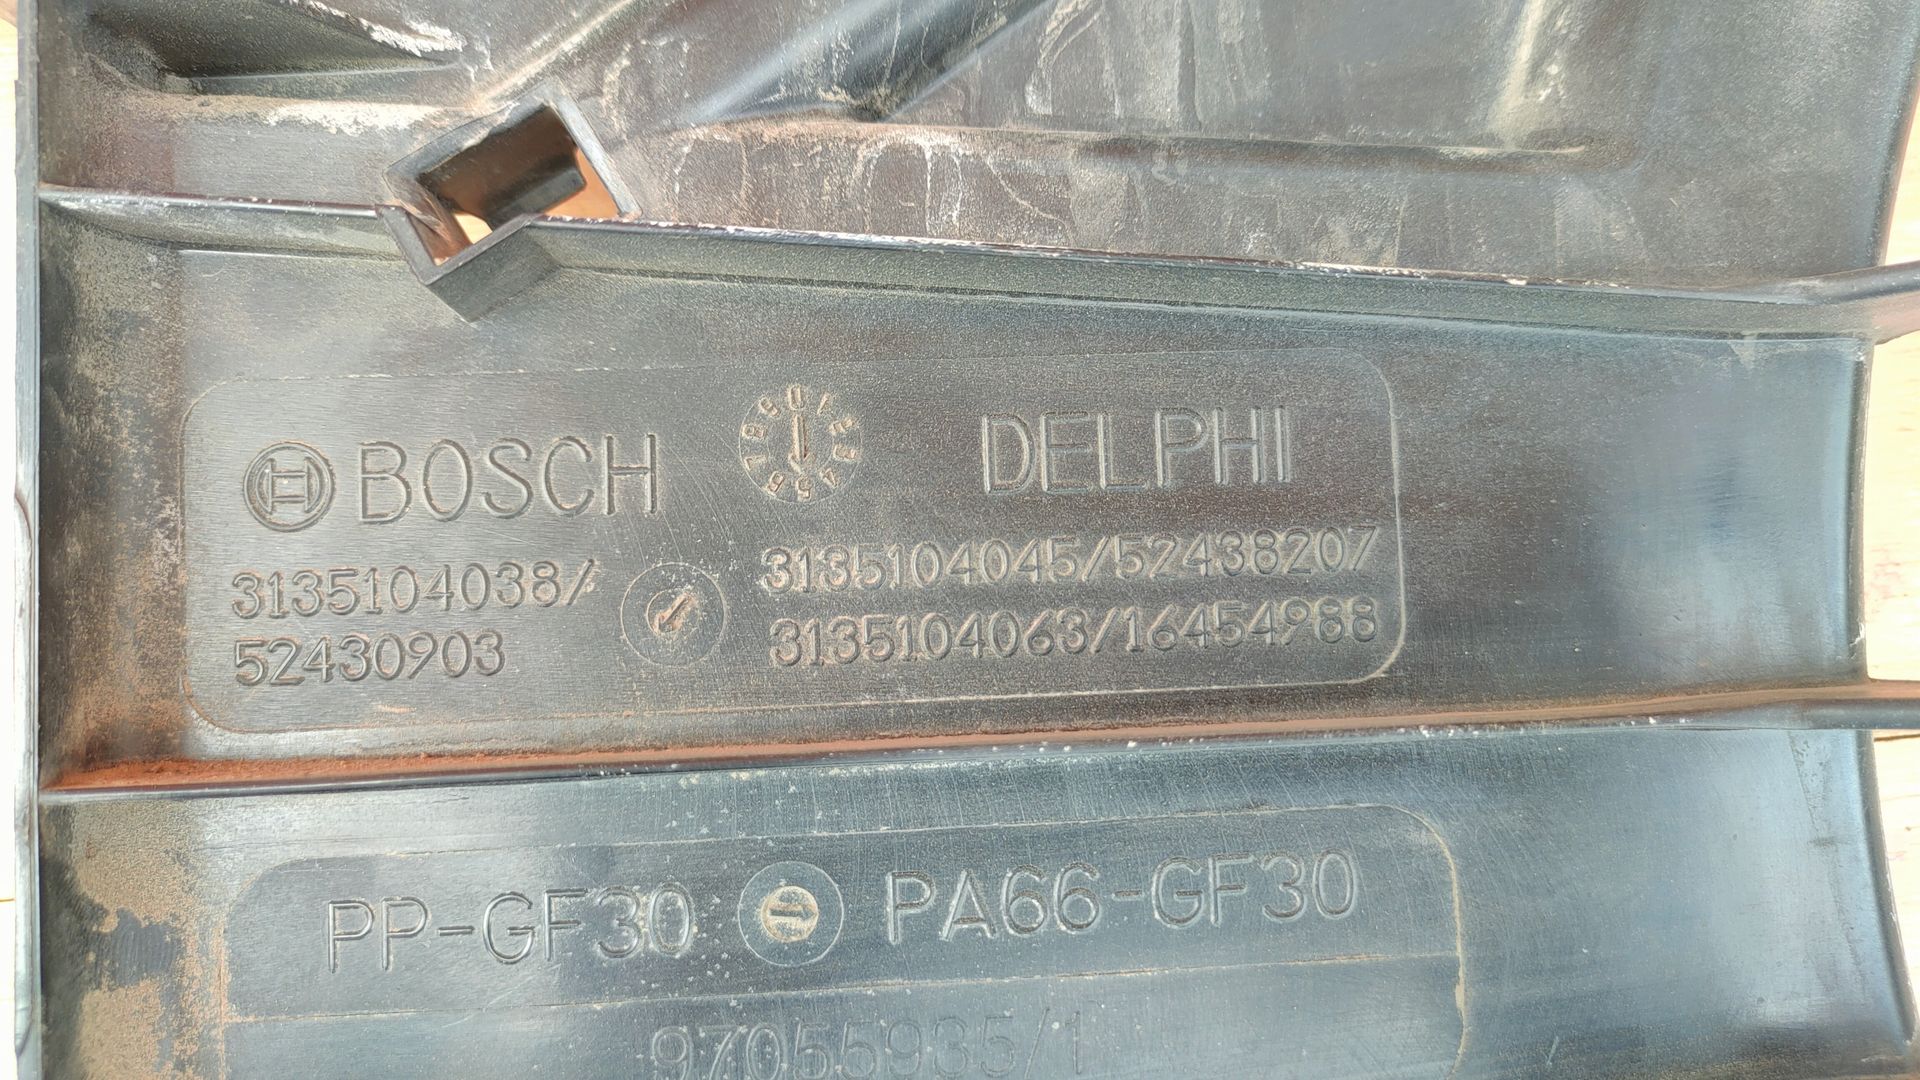 BOSCH
DELPHI
3135104038/
52430903
3135104045/52438207
3135104063/16454988
PP-GF30
PA66-GF30
97055935/1